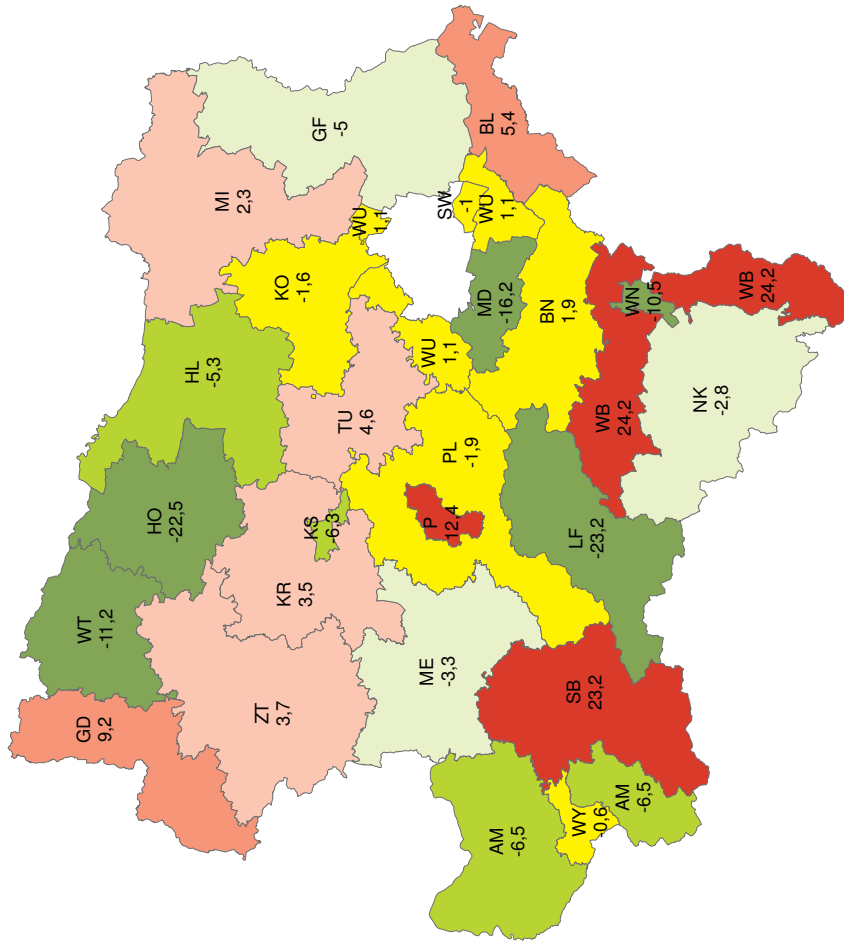 GD
9,2
WT
-11,2
HO
-22,5
HL
-5,3
MI
2,3
ZT
3,7
KR
3,5
KO
-1,6
KS
-6,3
GF
-5
TU
4,6
WU
1,1
ME
-3,3
P
12,4
WU
1,1
PL
-1,9
SW
-1
MD
-16,2
WU
1,1
BL
5,4
AM
-6,5
BN
1,9
SB
23,2
LF
-23,2
WY
-0,6
WB
24,2
AM
-6,5
WN
-10,5
NK
-2,8
WB
24,2